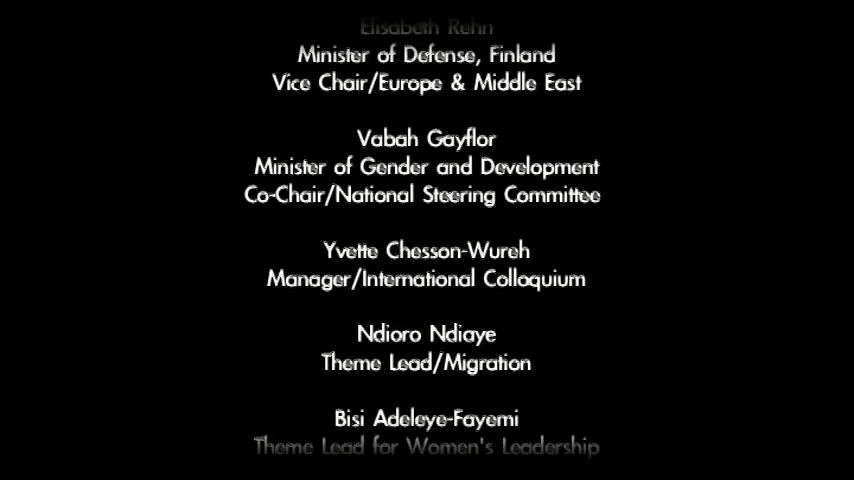 Elisabeth Rehn
Minister of Defense, Finland
Vice Chair/Europe & Middle East
Vabah Gayflor
Minister of Gender and Development
Co-Chair/National Steering Committee
Yvette Chesson-Wureh
Manager/International Colloquium
Ndioro Ndiaye
Theme Lead/Migration
Bisi Adeleye-Fayemi
Theme Lead for Women's Leadership